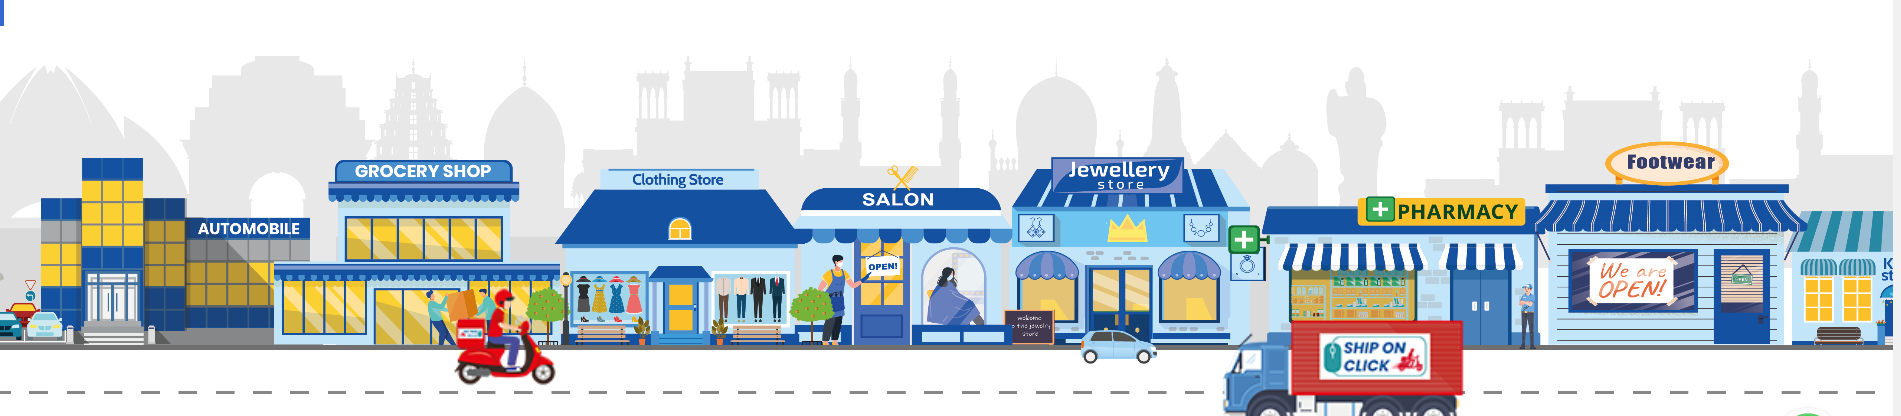 AUTOMOBILE
GROCERY SHOP
Clothing Store
SALON
OPEN!
Jewellery
store
welcome
to the jewelry
store
PHARMACY
SHIP ON
CLICK
Footwear
We are
OPEN!
K
st